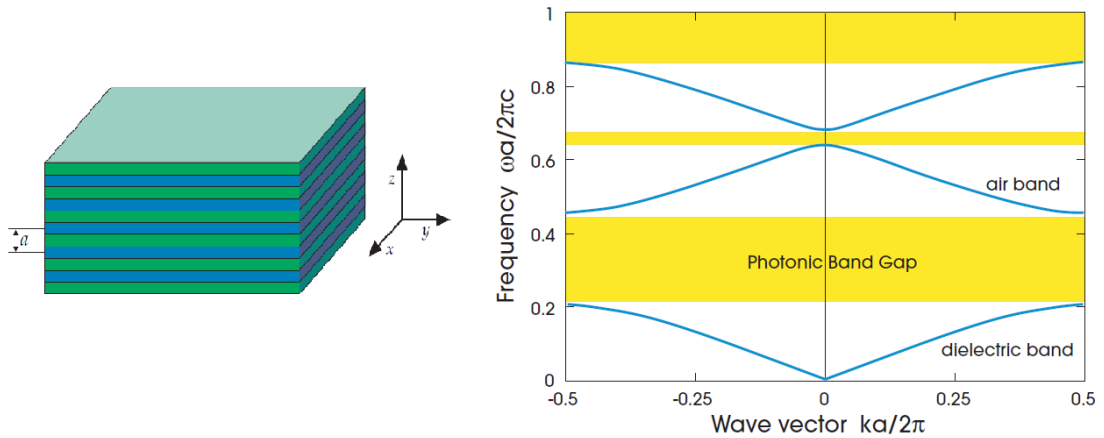 a
z
y
x
Frequency ωa/2πc
1
0.8
0.6
0.4
0.2
0
air band
Photonic Band Gap
dielectric band
-0.5
-0.25
0
0.25
0.5
Wave vector ka/2π